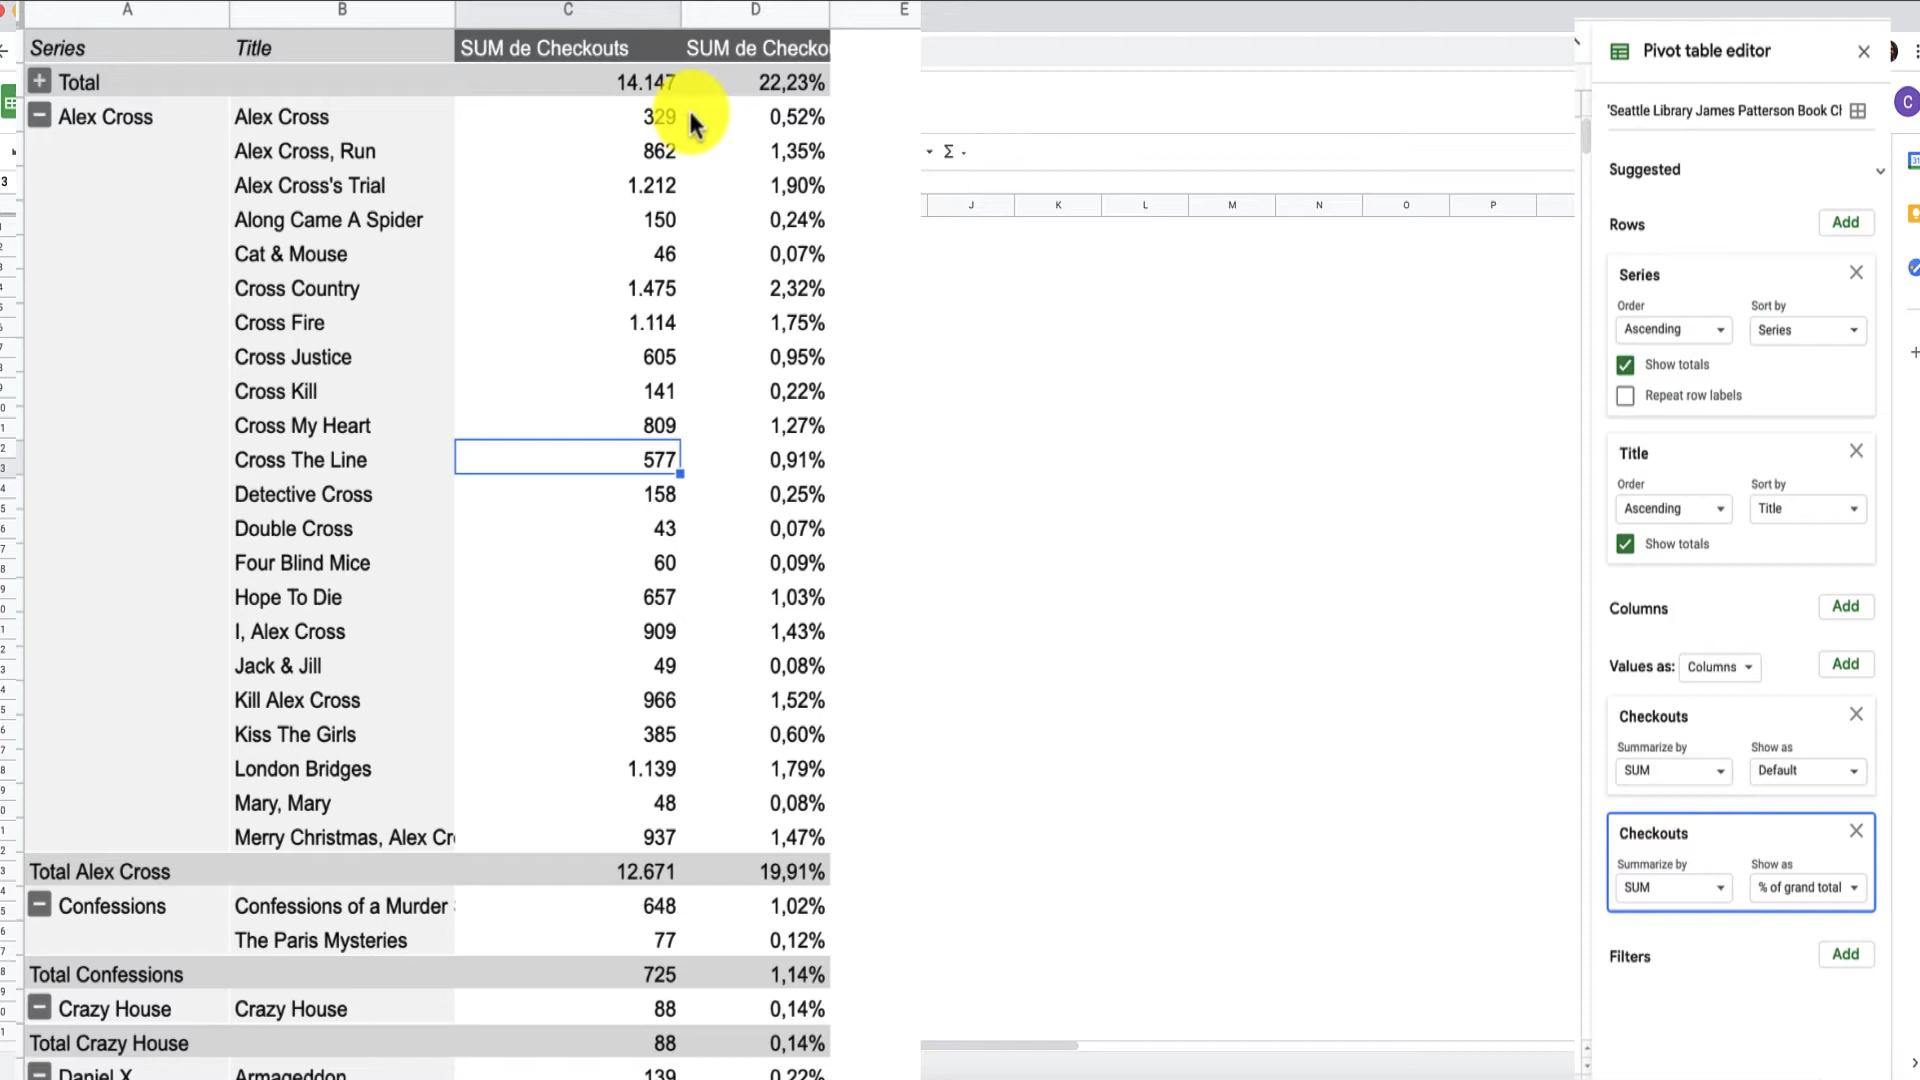 A B C D E
Series Title SUM de Checkouts SUM de Checko
Total 14.147 22,23%
Alex Cross Alex Cross 329 0,52%
Alex Cross, Run 862 1,35%
Alex Cross's Trial 1.212 1,90%
Along Came A Spider 150 0,24%
Cat & Mouse 46 0,07%
Cross Country 1.475 2,32%
Cross Fire 1.114 1,75%
Cross Justice 605 0,95%
Cross Kill 141 0,22%
Cross My Heart 809 1,27%
Cross The Line 577 0,91%
Detective Cross 158 0,25%
Double Cross 43 0,07%
Four Blind Mice 60 0,09%
Hope To Die 657 1,03%
I, Alex Cross 909 1,43%
Jack & Jill 49 0,08%
Kill Alex Cross 966 1,52%
Kiss The Girls 385 0,60%
London Bridges 1.139 1,79%
Mary, Mary 48 0,08%
Merry Christmas, Alex Cr 937 1,47%
Total Alex Cross 12.671 19,91%
Confessions Confessions of a Murder 648 1,02%
The Paris Mysteries 77 0,12%
Total Confessions 725 1,14%
Crazy House Crazy House 88 0,14%
Total Crazy House 88 0,14%
Daniel X Armageddon 139 0,22%
Σ
J K L M N O P
Pivot table editor
'Seattle Library James Patterson Book Cl
Suggested
Rows Add
Series
Order Sort by
Ascending Series
Show totals
Repeat row labels
Title
Order Sort by
Ascending Title
Show totals
Columns Add
Values as: Columns Add
Checkouts
Summarize by Show as
SUM Default
Checkouts
Summarize by Show as
SUM % of grand total
Filters Add
C
31